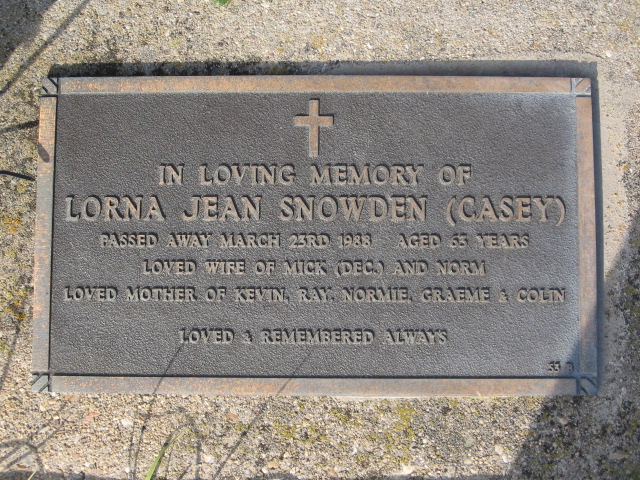 IN LOVING MEMORY OF
LORNA JEAN SNOWDEN (CASEY)
PASSED AWAY MARCH 23RD 1988 AGED 63 YEARS
LOVED WIFE OF MICK (DEC.) AND NORM
LOVED MOTHER OF KEVIN, RAY, NORMIE, GRAEME & COLIN
LOVED & REMEMBERED ALWAYS